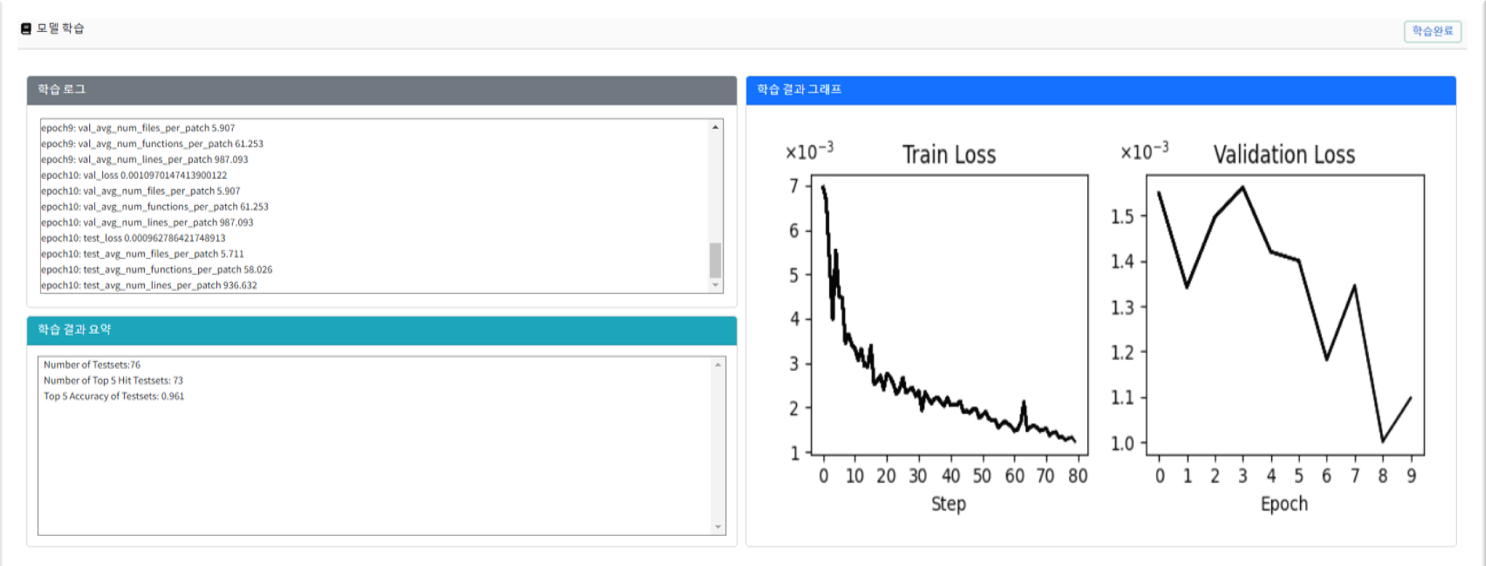 모델 학습
학습완료
학습 로그
epoch9: val_avg_num_files_per_patch 5.907
epoch9: val_avg_num_functions_per_patch 61.253
epoch9: val_avg_num_lines_per_patch 987.093
epoch10: val_loss 0.0010970147413900122
epoch10: val_avg_num_files_per_patch 5.907
epoch10: val_avg_num_functions_per_patch 61.253
epoch10: val_avg_num_lines_per_patch 987.093
epoch10: test_loss 0.000962786421748913
epoch10: test_avg_num_files_per_patch 5.711
epoch10: test_avg_num_functions_per_patch 58.026
epoch10: test_avg_num_lines_per_patch 936.632
학습 결과 요약
Number of Testsets:76
Number of Top 5 Hit Testsets: 73
Top 5 Accuracy of Testsets: 0.961
학습 결과 그래프
×10⁻³ Train Loss
7
6
5
4
3
2
1
0 10 20 30 40 50 60 70 80
Step
×10⁻³ Validation Loss
1.5
1.4
1.3
1.2
1.1
1.0
0 1 2 3 4 5 6 7 8 9
Epoch